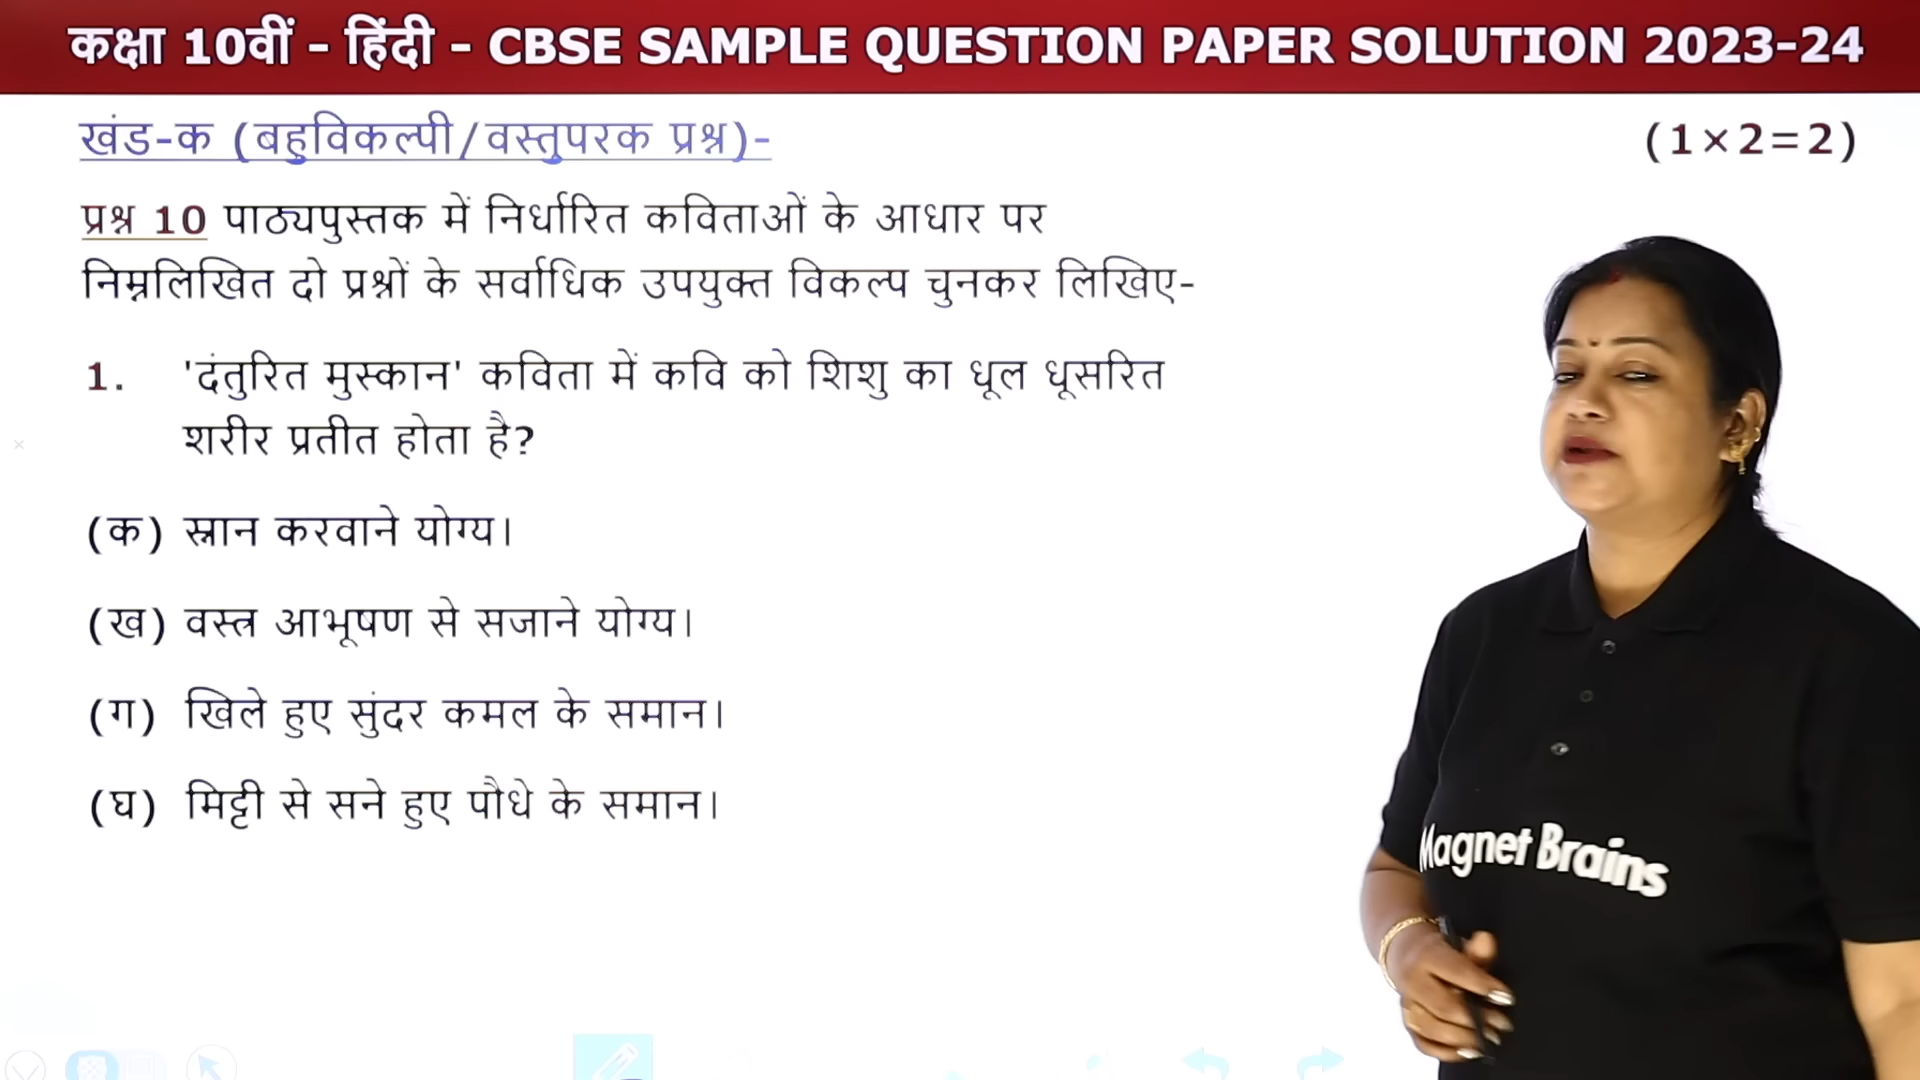 कक्षा 10वीं - हिंदी - CBSE SAMPLE QUESTION PAPER SOLUTION 2023-24
खंड-क (बहुविकल्पी/वस्तुपरक प्रश्न)- (1×2=2)
प्रश्न 10 पाठ्यपुस्तक में निर्धारित कविताओं के आधार पर
निम्नलिखित दो प्रश्नों के सर्वाधिक उपयुक्त विकल्प चुनकर लिखिए-
1. 'दंतुरित मुस्कान' कविता में कवि को शिशु का धूल धूसरित
शरीर प्रतीत होता है?
(क) स्नान करवाने योग्य।
(ख) वस्त्र आभूषण से सजाने योग्य।
(ग) खिले हुए सुंदर कमल के समान।
(घ) मिट्टी से सने हुए पौधे के समान।
Magnet Brains